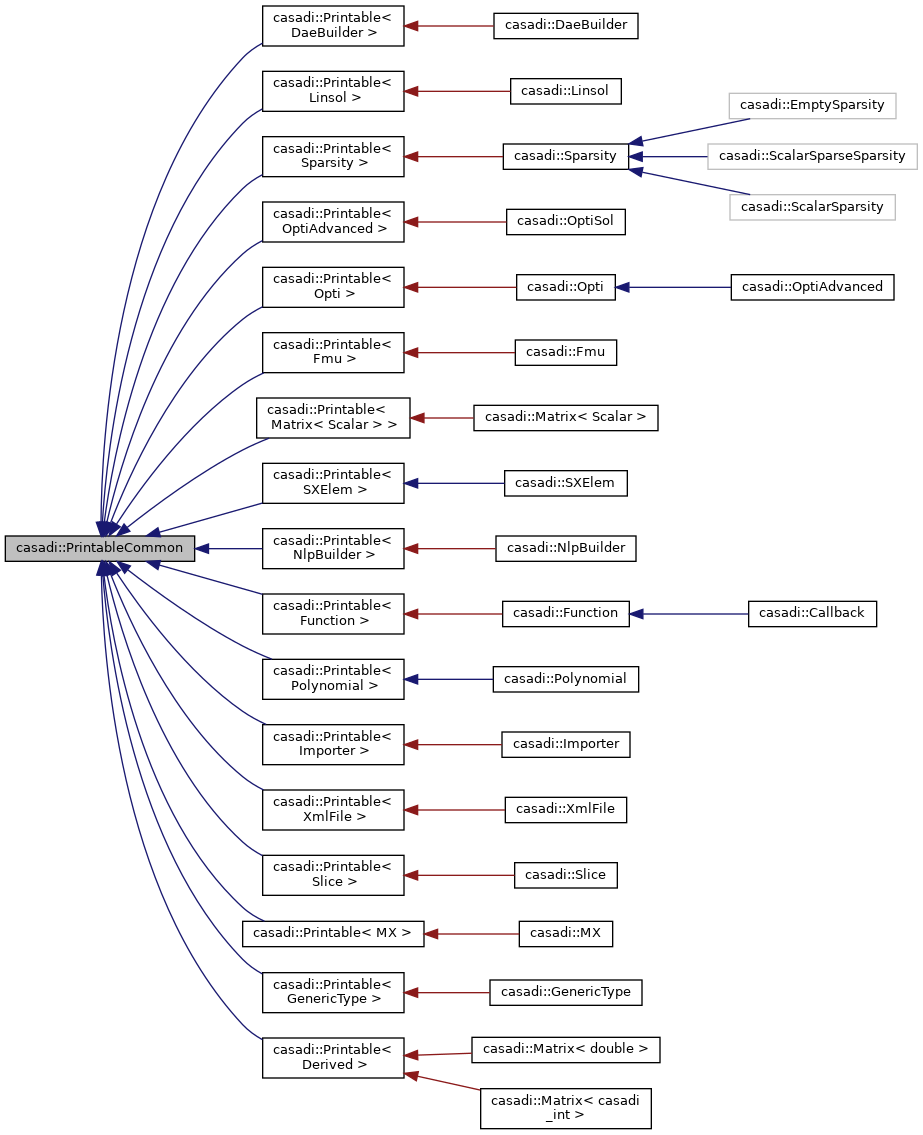 casadi::Printable<
DaeBuilder >
casadi::DaeBuilder
casadi::Printable<
Linsol >
casadi::Linsol
casadi::EmptySparsity
casadi::Printable<
Sparsity >
casadi::Sparsity
casadi::ScalarSparseSparsity
casadi::ScalarSparsity
casadi::Printable<
OptiAdvanced >
casadi::OptiSol
casadi::Printable<
Opti >
casadi::Opti
casadi::OptiAdvanced
casadi::Printable<
Fmu >
casadi::Fmu
casadi::Printable<
Matrix< Scalar > >
casadi::Matrix< Scalar >
casadi::Printable<
SXElem >
casadi::SXElem
casadi::PrintableCommon
casadi::Printable<
NlpBuilder >
casadi::NlpBuilder
casadi::Printable<
Function >
casadi::Function
casadi::Callback
casadi::Printable<
Polynomial >
casadi::Polynomial
casadi::Printable<
Importer >
casadi::Importer
casadi::Printable<
XmlFile >
casadi::XmlFile
casadi::Printable<
Slice >
casadi::Slice
casadi::Printable< MX >
casadi::MX
casadi::Printable<
GenericType >
casadi::GenericType
casadi::Printable<
Derived >
casadi::Matrix< double >
casadi::Matrix< casadi
_int >